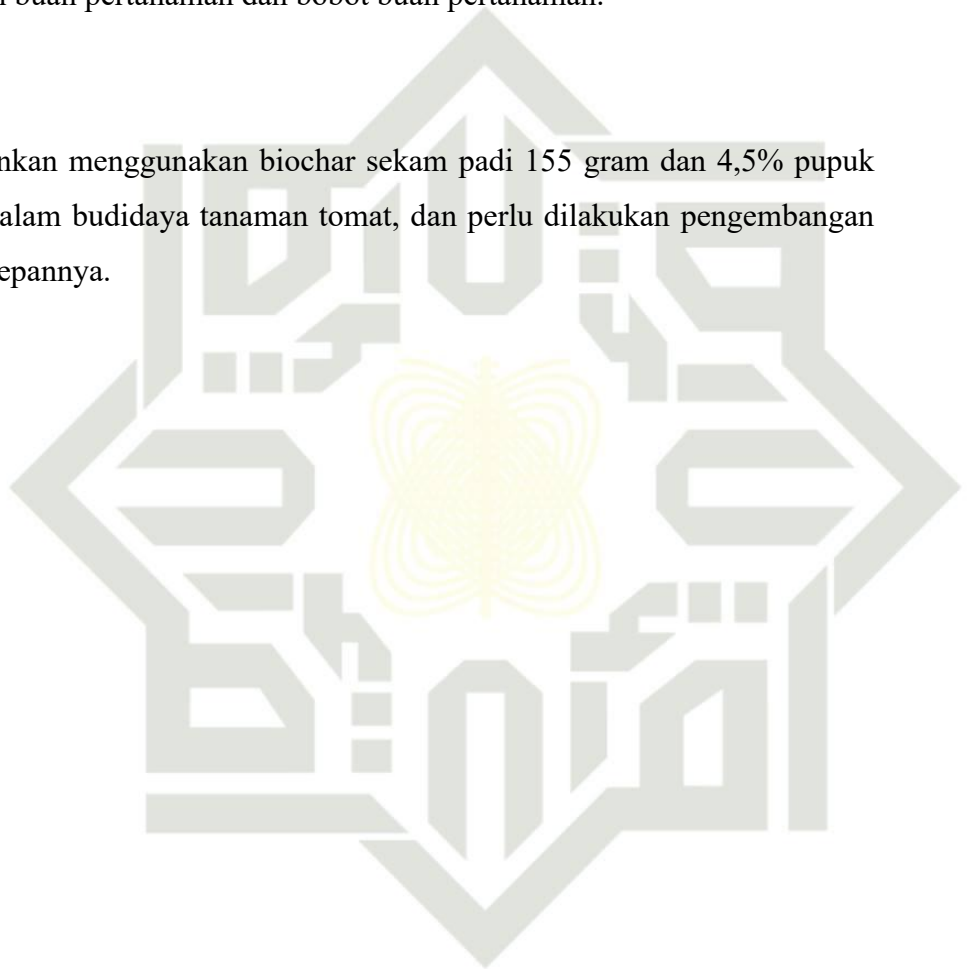 buah pertanaman dan bobot buah pertanaman.
nkan menggunakan biochar sekam padi 155 gram dan 4,5% pupuk
alam budidaya tanaman tomat, dan perlu dilakukan pengembangan
epannya.